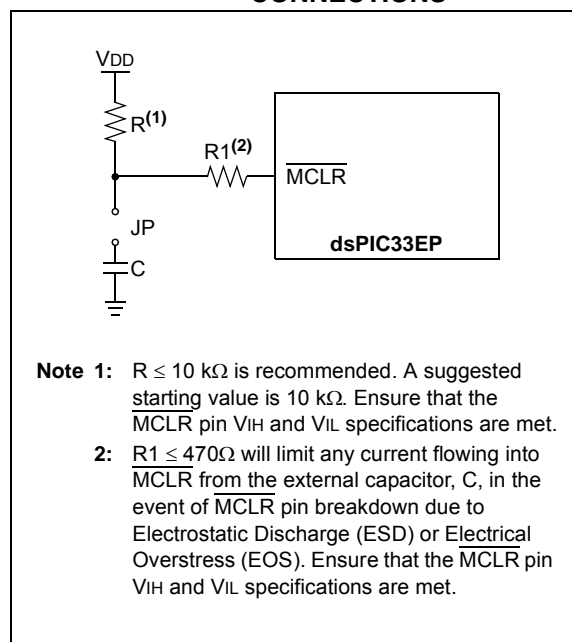 CONNECTIONS
VDD
R(1)
R1(2)
MCLR
JP
dsPIC33EP
C
Note 1: R ≤ 10 kΩ is recommended. A suggested
starting value is 10 kΩ. Ensure that the
MCLR pin VIH and VIL specifications are met.
2: R1 ≤ 470Ω will limit any current flowing into
MCLR from the external capacitor, C, in the
event of MCLR pin breakdown due to
Electrostatic Discharge (ESD) or Electrical
Overstress (EOS). Ensure that the MCLR pin
VIH and VIL specifications are met.